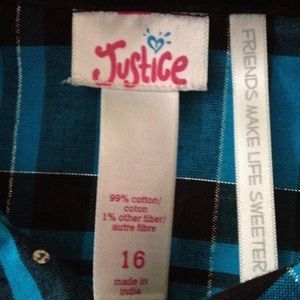 Justice
99% cotton/
coton
1% other fiber/
autre fibre
16
made in
india
FRIENDS MAKE LIFE SWEETER